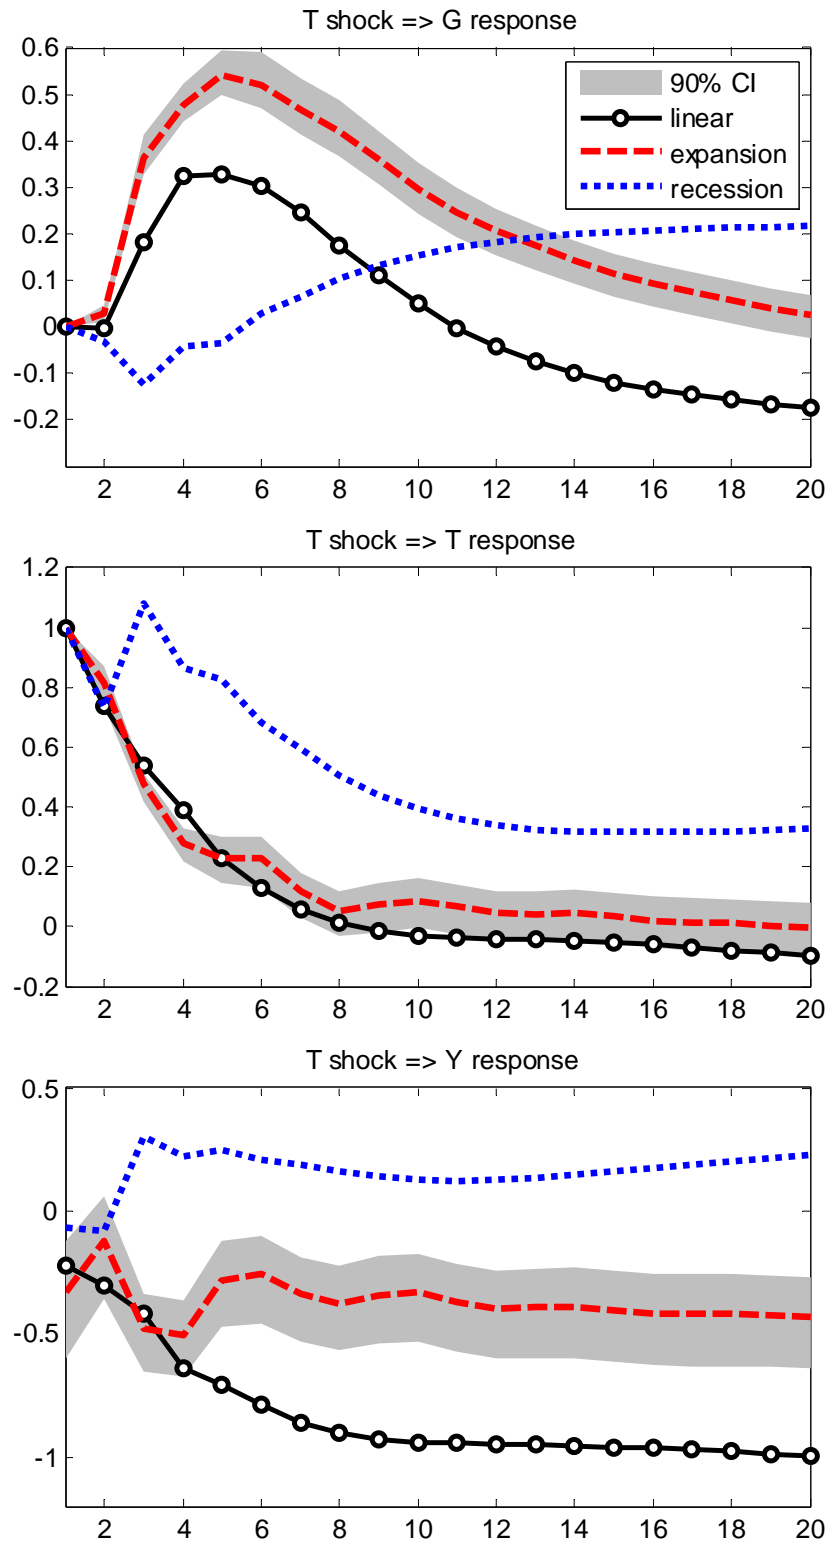 T shock => G response
0.6
0.5
0.4
0.3
0.2
0.1
0
-0.1
-0.2
90% CI
linear
expansion
recession
2 4 6 8 10 12 14 16 18 20
T shock => T response
1.2
1
0.8
0.6
0.4
0.2
0
-0.2
2 4 6 8 10 12 14 16 18 20
T shock => Y response
0.5
0
-0.5
-1
2 4 6 8 10 12 14 16 18 20